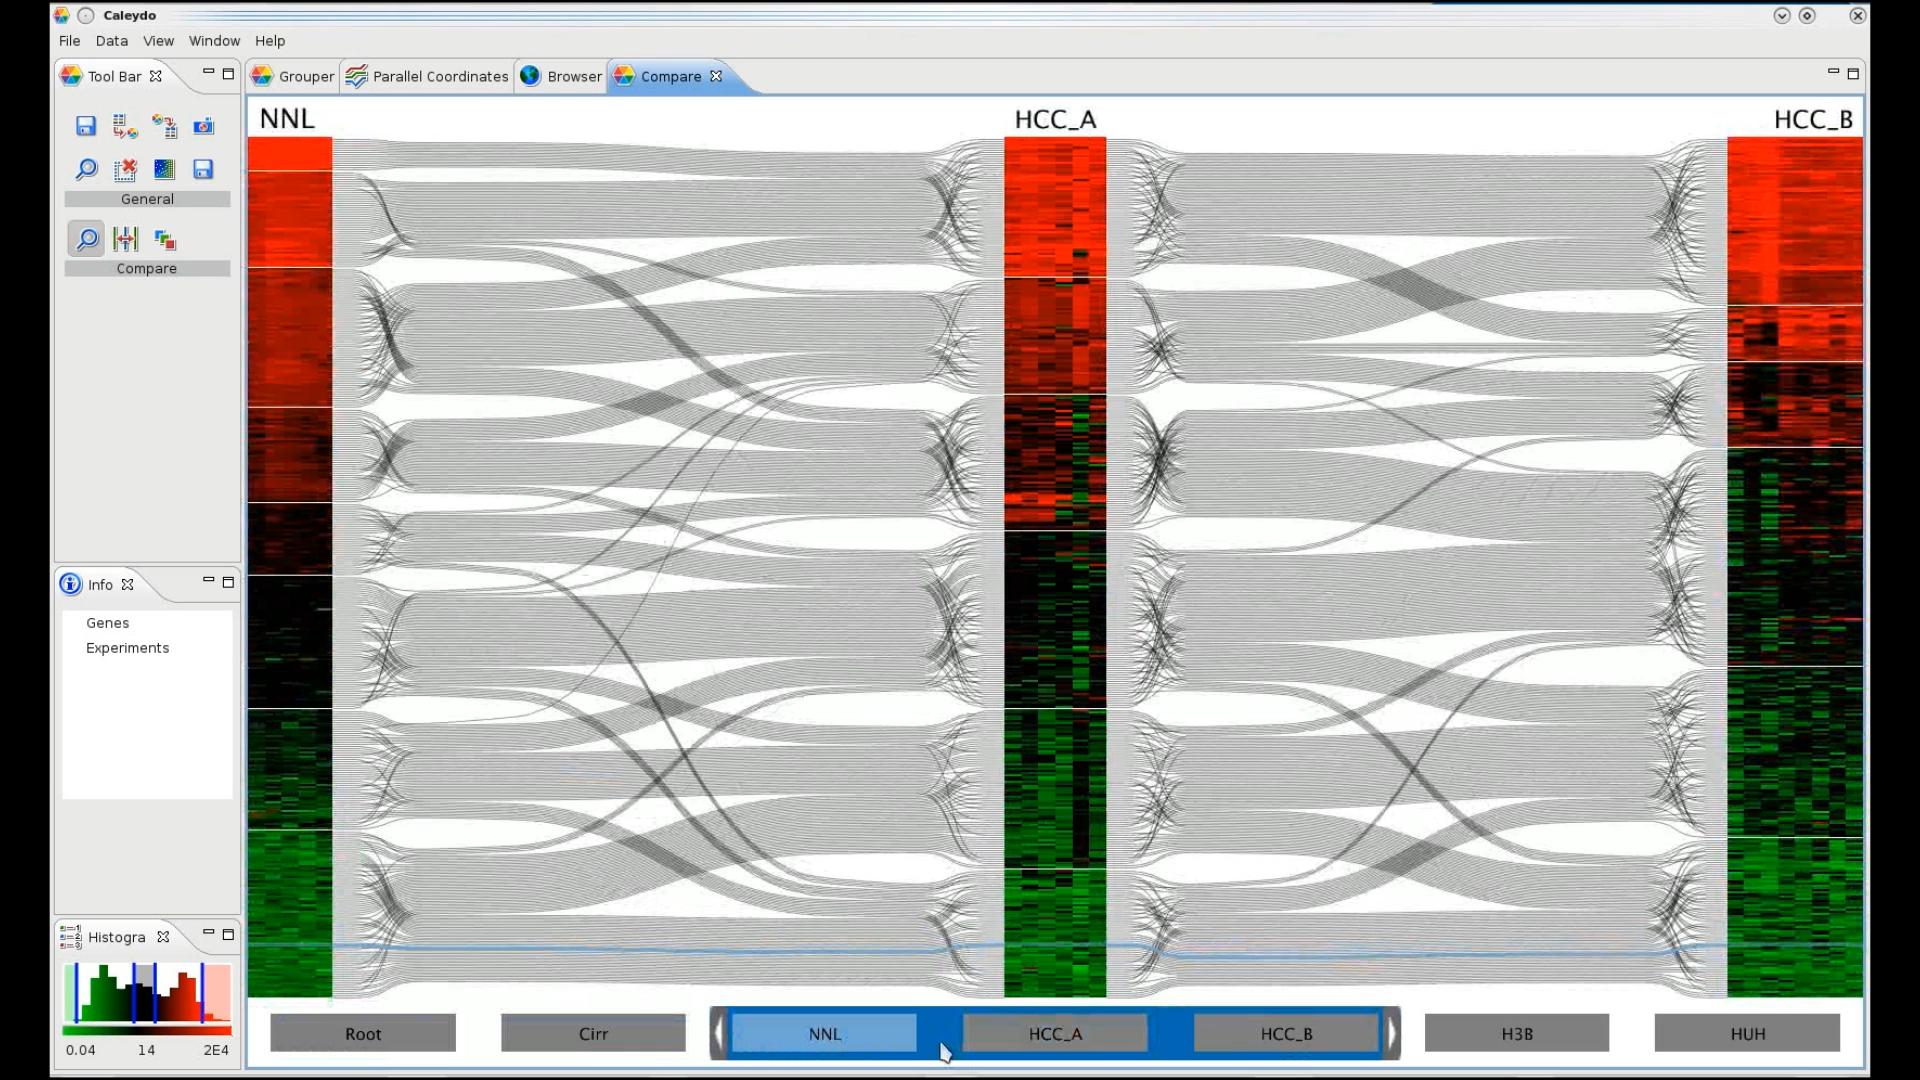 Caleydo
File Data View Window Help
Tool Bar
Grouper
Parallel Coordinates
Browser
Compare
NNL
HCC_A
HCC_B
General
Compare
Info
Genes
Experiments
Histogra
0.04 14 2E4
Root
Cirr
NNL
HCC_A
HCC_B
H3B
HUH